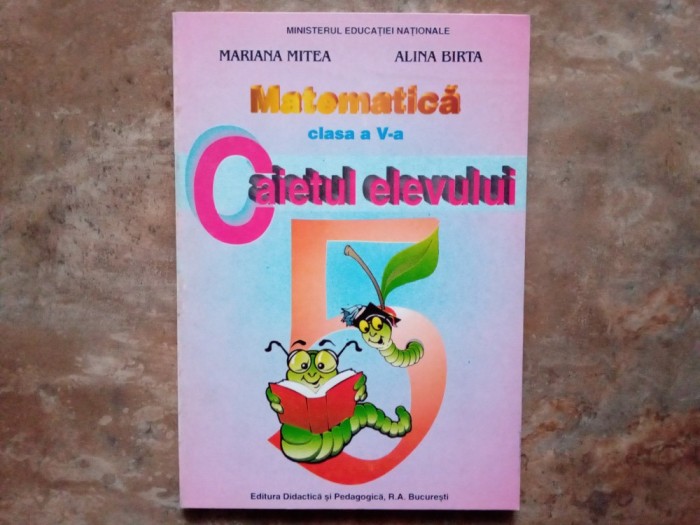 MINISTERUL EDUCAȚIEI NAȚIONALE
MARIANA MITEA ALINA BIRTA
Matematică
clasa a V-a
Caietul elevului
5
Editura Didactică și Pedagogică, R.A. București